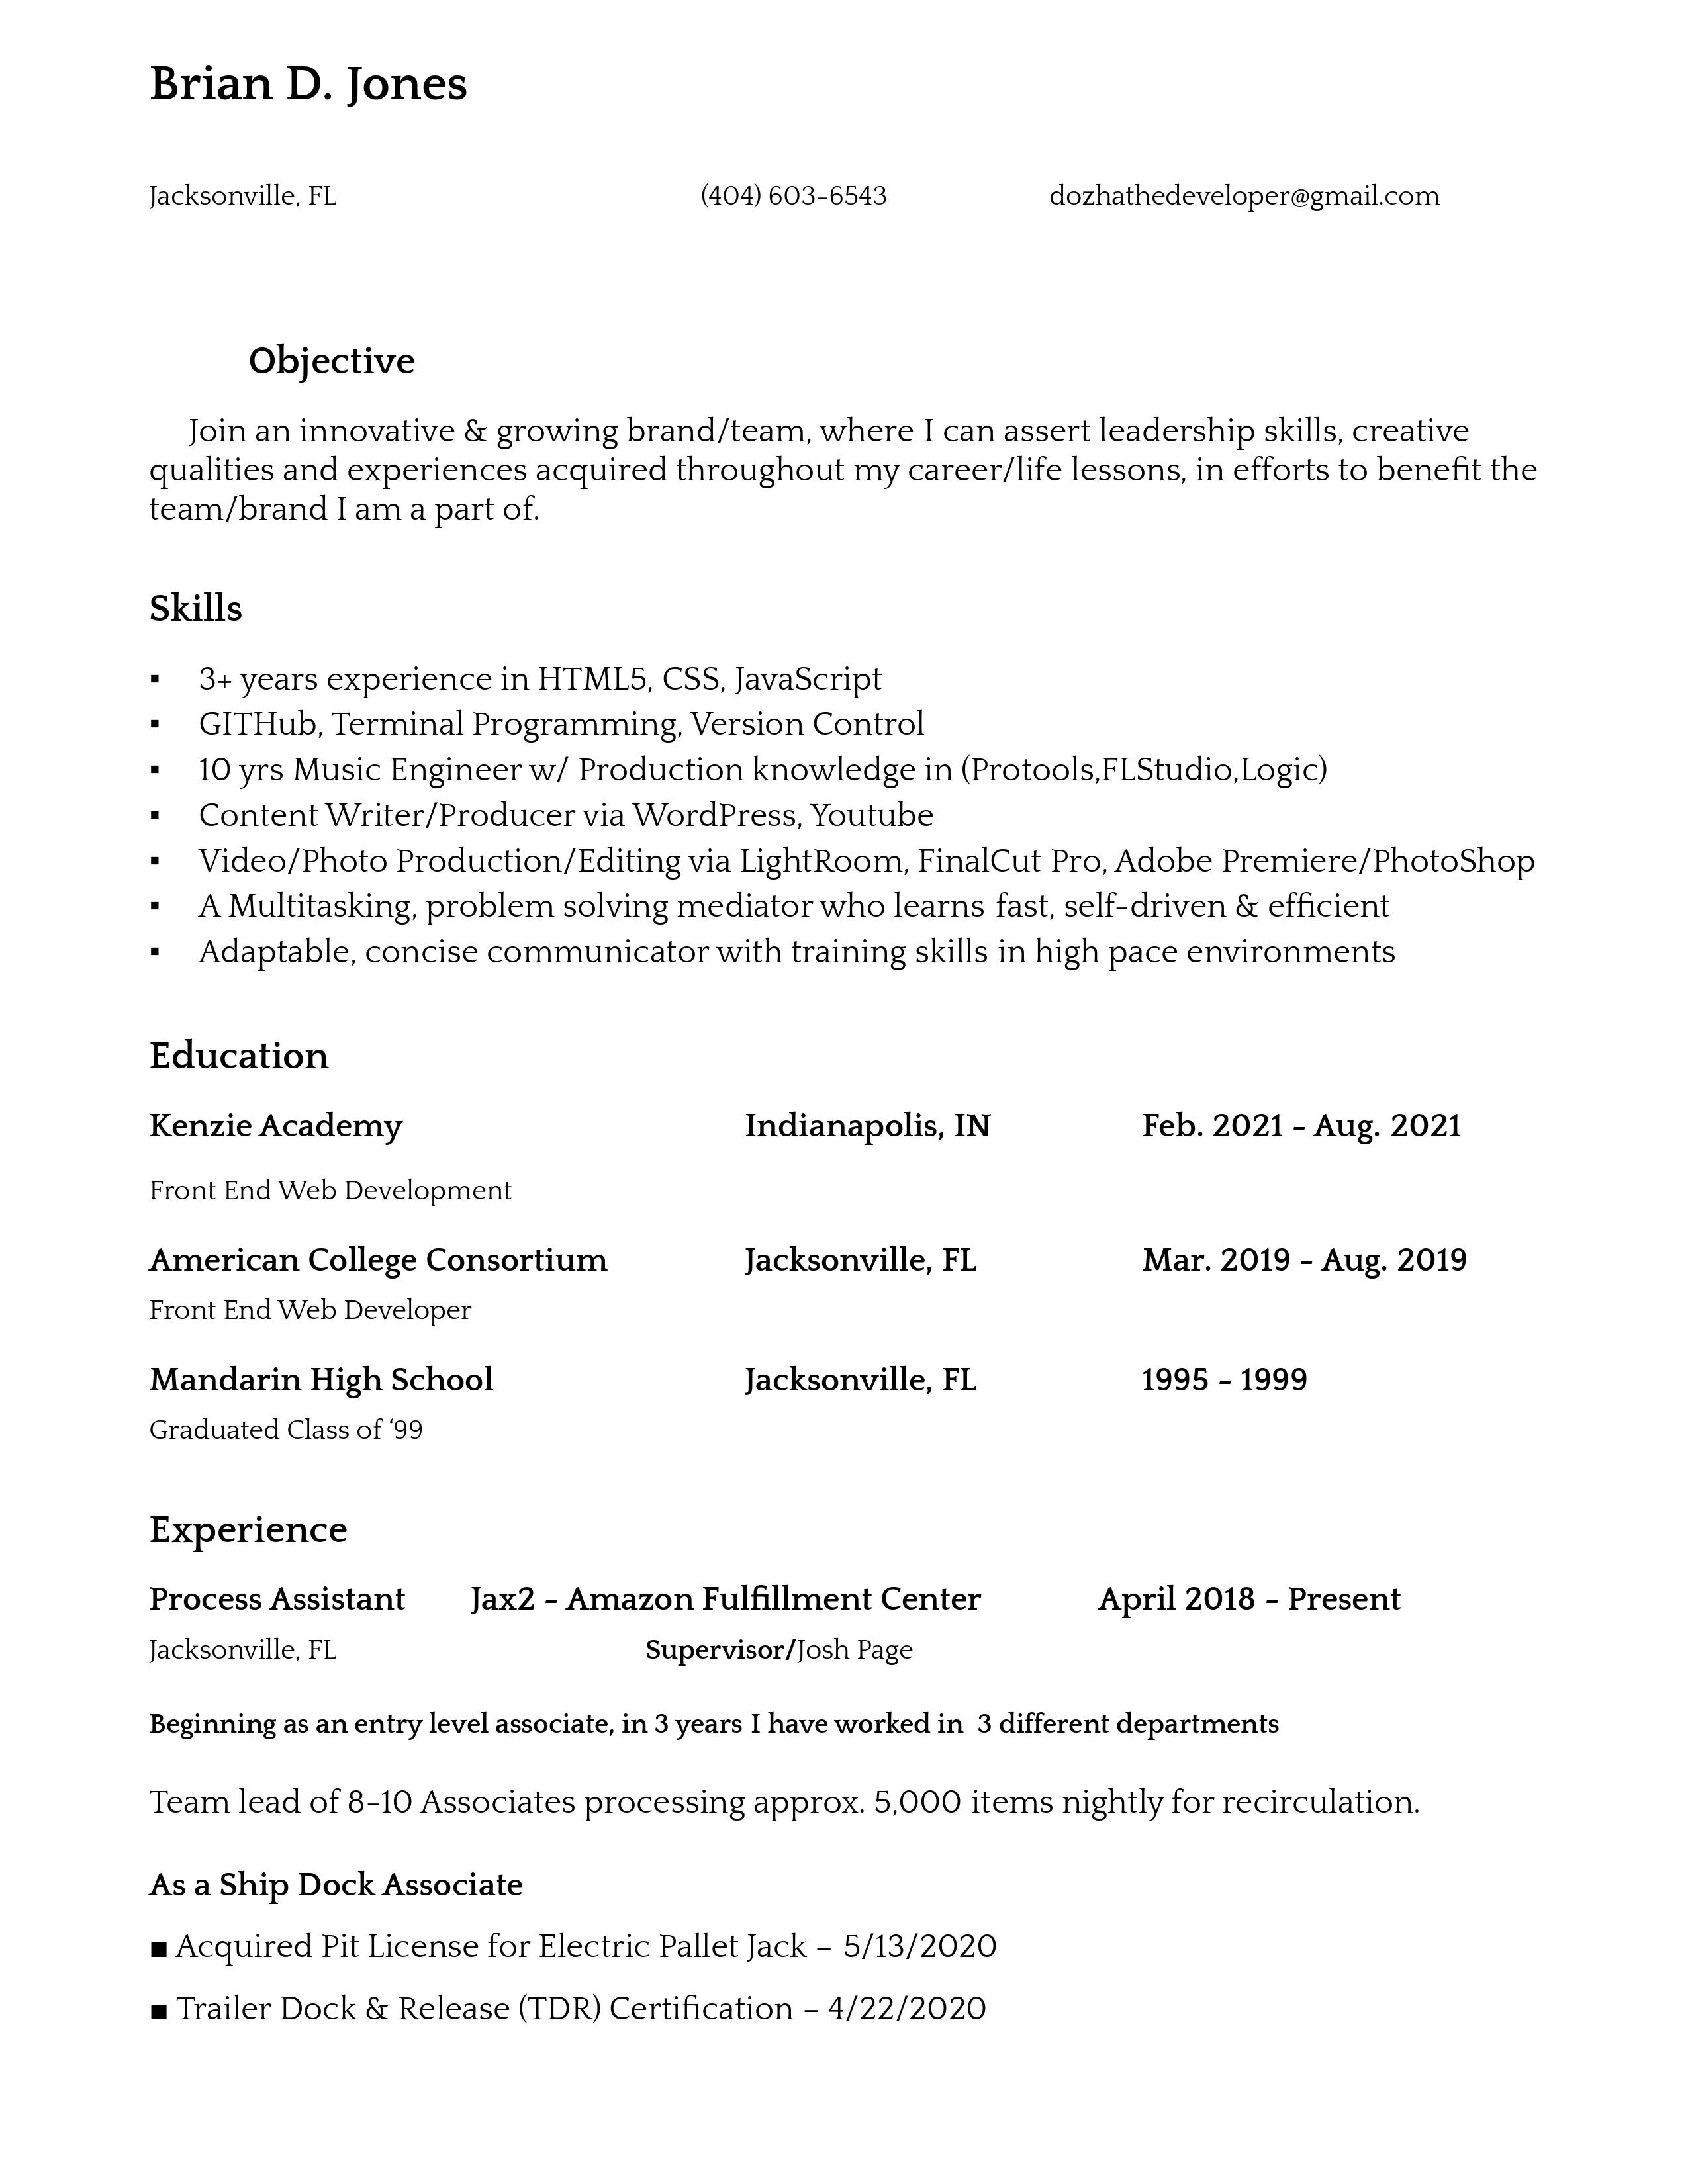 Brian D. Jones
Jacksonville, FL (404) 603-6543 dozhathedeveloper@gmail.com
Objective
Join an innovative & growing brand/team, where I can assert leadership skills, creative
qualities and experiences acquired throughout my career/life lessons, in efforts to benefit the
team/brand I am a part of.
Skills
▪ 3+ years experience in HTML5, CSS, JavaScript
▪ GITHub, Terminal Programming, Version Control
▪ 10 yrs Music Engineer w/ Production knowledge in (Protools,FLStudio,Logic)
▪ Content Writer/Producer via WordPress, Youtube
▪ Video/Photo Production/Editing via LightRoom, FinalCut Pro, Adobe Premiere/PhotoShop
▪ A Multitasking, problem solving mediator who learns fast, self-driven & efficient
▪ Adaptable, concise communicator with training skills in high pace environments
Education
Kenzie Academy Indianapolis, IN Feb. 2021 - Aug. 2021
Front End Web Development
American College Consortium Jacksonville, FL Mar. 2019 - Aug. 2019
Front End Web Developer
Mandarin High School Jacksonville, FL 1995 - 1999
Graduated Class of ‘99
Experience
Process Assistant Jax2 - Amazon Fulfillment Center April 2018 - Present
Jacksonville, FL Supervisor/Josh Page
Beginning as an entry level associate, in 3 years I have worked in 3 different departments
Team lead of 8-10 Associates processing approx. 5,000 items nightly for recirculation.
As a Ship Dock Associate
■ Acquired Pit License for Electric Pallet Jack – 5/13/2020
■ Trailer Dock & Release (TDR) Certification – 4/22/2020